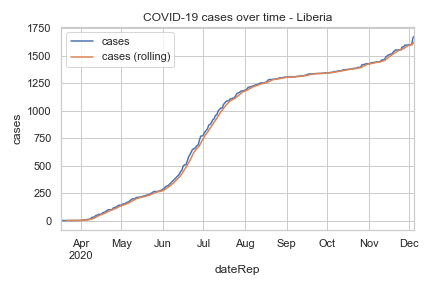 COVID-19 cases over time - Liberia
cases
cases (rolling)
1750
1500
1250
1000
750
500
250
0
cases
Apr May Jun Jul Aug Sep Oct Nov Dec
2020
dateRep